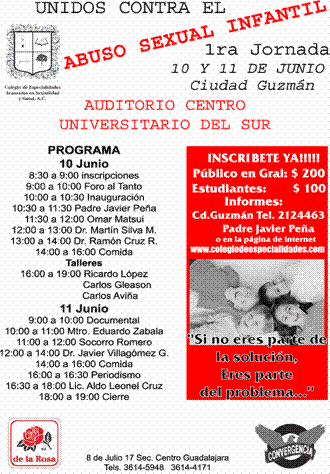 UNIDOS CONTRA EL
ABUSO SEXUAL INFANTIL
1ra Jornada
10 Y 11 DE JUNIO
Ciudad Guzmán
Colegio de Especialidades
Avanzadas en Sexualidad
y Salud, A.C.
AUDITORIO CENTRO
UNIVERSITARIO DEL SUR
PROGRAMA
10 Junio
8:30 a 9:00 inscripciones
9:00 a 10:00 Foro al Tanto
10:00 a 10:30 Inauguración
10:30 a 11:30 Padre Javier Peña
11:30 a 12:00 Omar Matsui
12:00 a 13:00 Dr. Martín Silva M.
13:00 a 14:00 Dr. Ramón Cruz R.
14:00 a 16:00 Comida
Talleres
16:00 a 19:00 Ricardo López
Carlos Gleason
Carlos Aviña
11 Junio
9:00 a 10:00 Documental
10:00 a 11:00 Mtro. Eduardo Zabala
11:00 a 12:00 Socorro Romero
12:00 a 14:00 Dr. Javier Villagómez G.
14:00 a 16:00 Comida
16:00 a 16:30 Periodismo
16:30 a 18:00 Lic. Aldo Leonel Cruz
18:00 a 19:00 Cierre
INSCRIBETE YA!!!!!
Público en Gral: $ 200
Estudiantes: $ 100
Informes:
Cd.Guzmán Tel. 2124463
Padre Javier Peña
o en la página de internet
www.colegiodeespecialidades.com
"Si no eres parte de
la solución,
Eres parte
del problema..."
de la Rosa
8 de Julio 17 Sec. Centro Guadalajara
Tels. 3614-5948 3614-4171
CONVERGENCIA